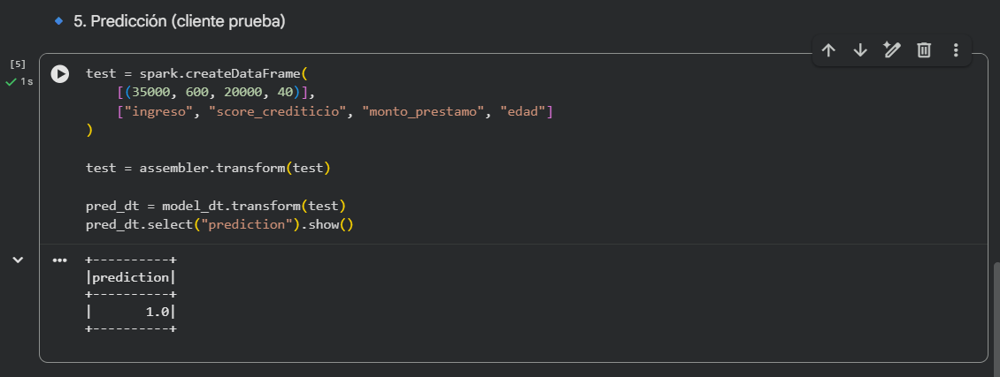 5. Predicción (cliente prueba)
[5]
1s
test = spark.createDataFrame(
    [(35000, 600, 20000, 40)],
    ["ingreso", "score_crediticio", "monto_prestamo", "edad"]
)
test = assembler.transform(test)
pred_dt = model_dt.transform(test)
pred_dt.select("prediction").show()
+----------+
|prediction|
+----------+
|       1.0|
+----------+